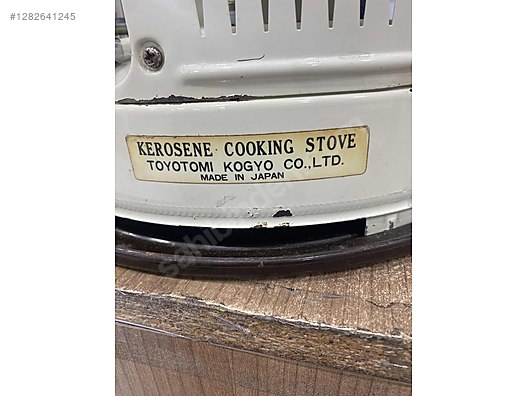 #1282641245
KEROSENE COOKING STOVE
TOYOTOMI KOGYO CO.,LTD.
MADE IN JAPAN